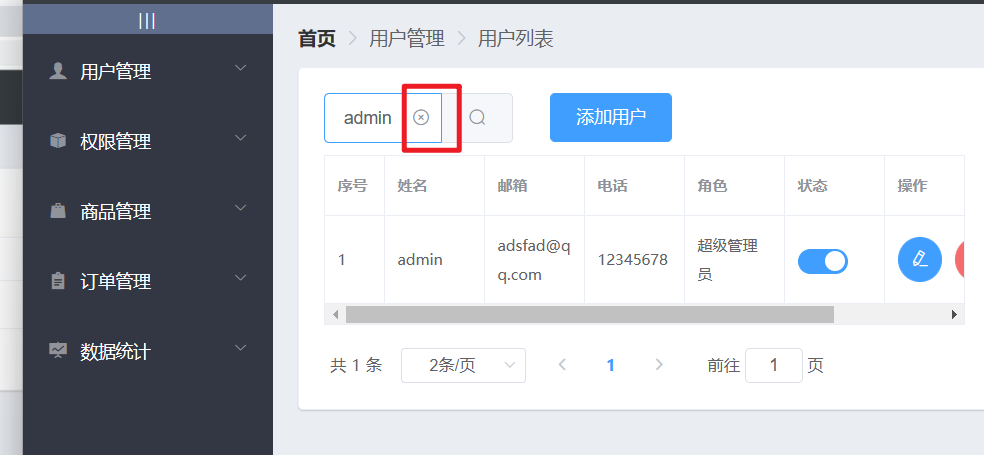 |||
首页 用户管理 用户列表
用户管理
权限管理
商品管理
订单管理
数据统计
admin
添加用户
序号 姓名 邮箱 电话 角色 状态 操作
1 admin adsfad@q 12345678 超级管理
q.com 员
共 1 条 2条/页 1 前往 1 页